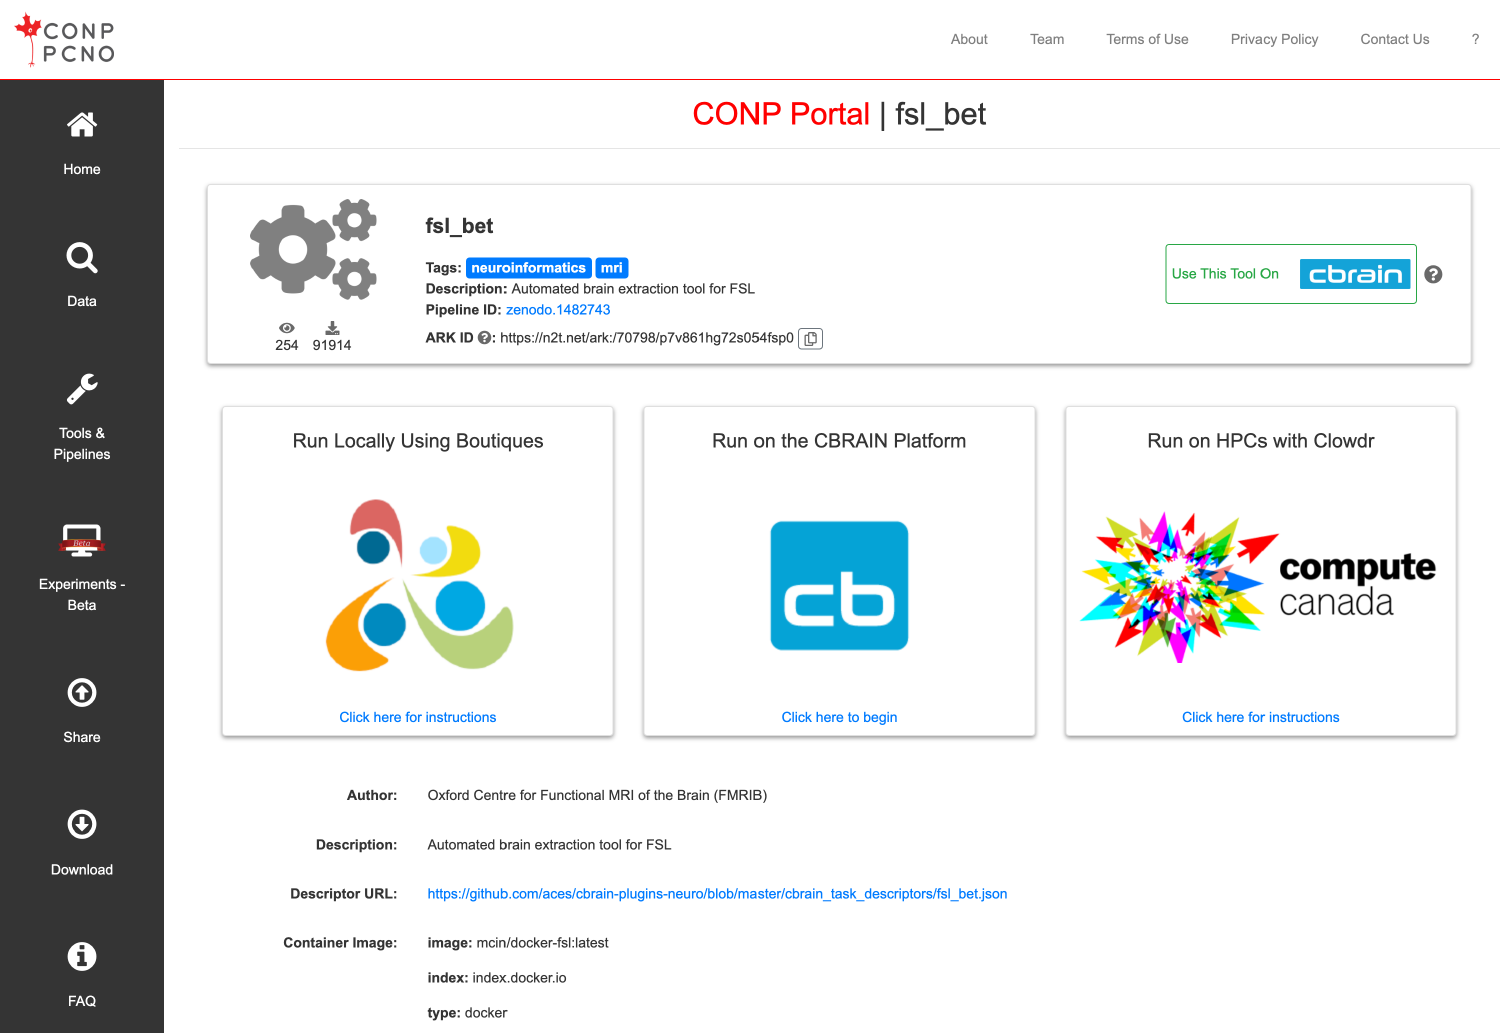 CONP
PCNO
About
Team
Terms of Use
Privacy Policy
Contact Us
?
Home
Data
Tools &
Pipelines
Beta
Experiments -
Beta
Share
Download
FAQ
CONP Portal | fsl_bet
fsl_bet
Tags: neuroinformatics mri
Description: Automated brain extraction tool for FSL
Pipeline ID: zenodo.1482743
ARK ID ?: https://n2t.net/ark:/70798/p7v861hg72s054fsp0
254
91914
Use This Tool On cbrain ?
Run Locally Using Boutiques
Click here for instructions
Run on the CBRAIN Platform
cb
Click here to begin
Run on HPCs with Clowdr
compute
canada
Click here for instructions
Author: Oxford Centre for Functional MRI of the Brain (FMRIB)
Description: Automated brain extraction tool for FSL
Descriptor URL: https://github.com/aces/cbrain-plugins-neuro/blob/master/cbrain_task_descriptors/fsl_bet.json
Container Image: image: mcin/docker-fsl:latest
index: index.docker.io
type: docker